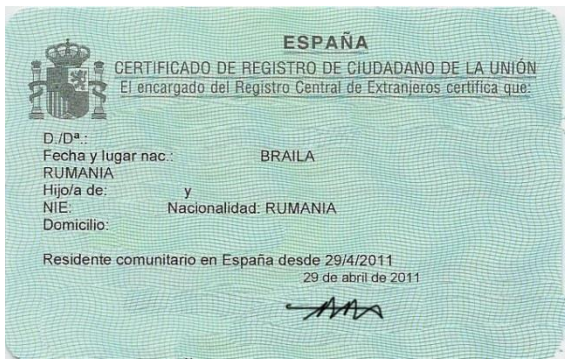 ESPAÑA
CERTIFICADO DE REGISTRO DE CIUDADANO DE LA UNIÓN
El encargado del Registro Central de Extranjeros certifica que:
D./Dª.:
Fecha y lugar nac.: BRAILA
RUMANIA
Hijo/a de: y
NIE: Nacionalidad: RUMANIA
Domicilio:
Residente comunitario en España desde 29/4/2011
29 de abril de 2011